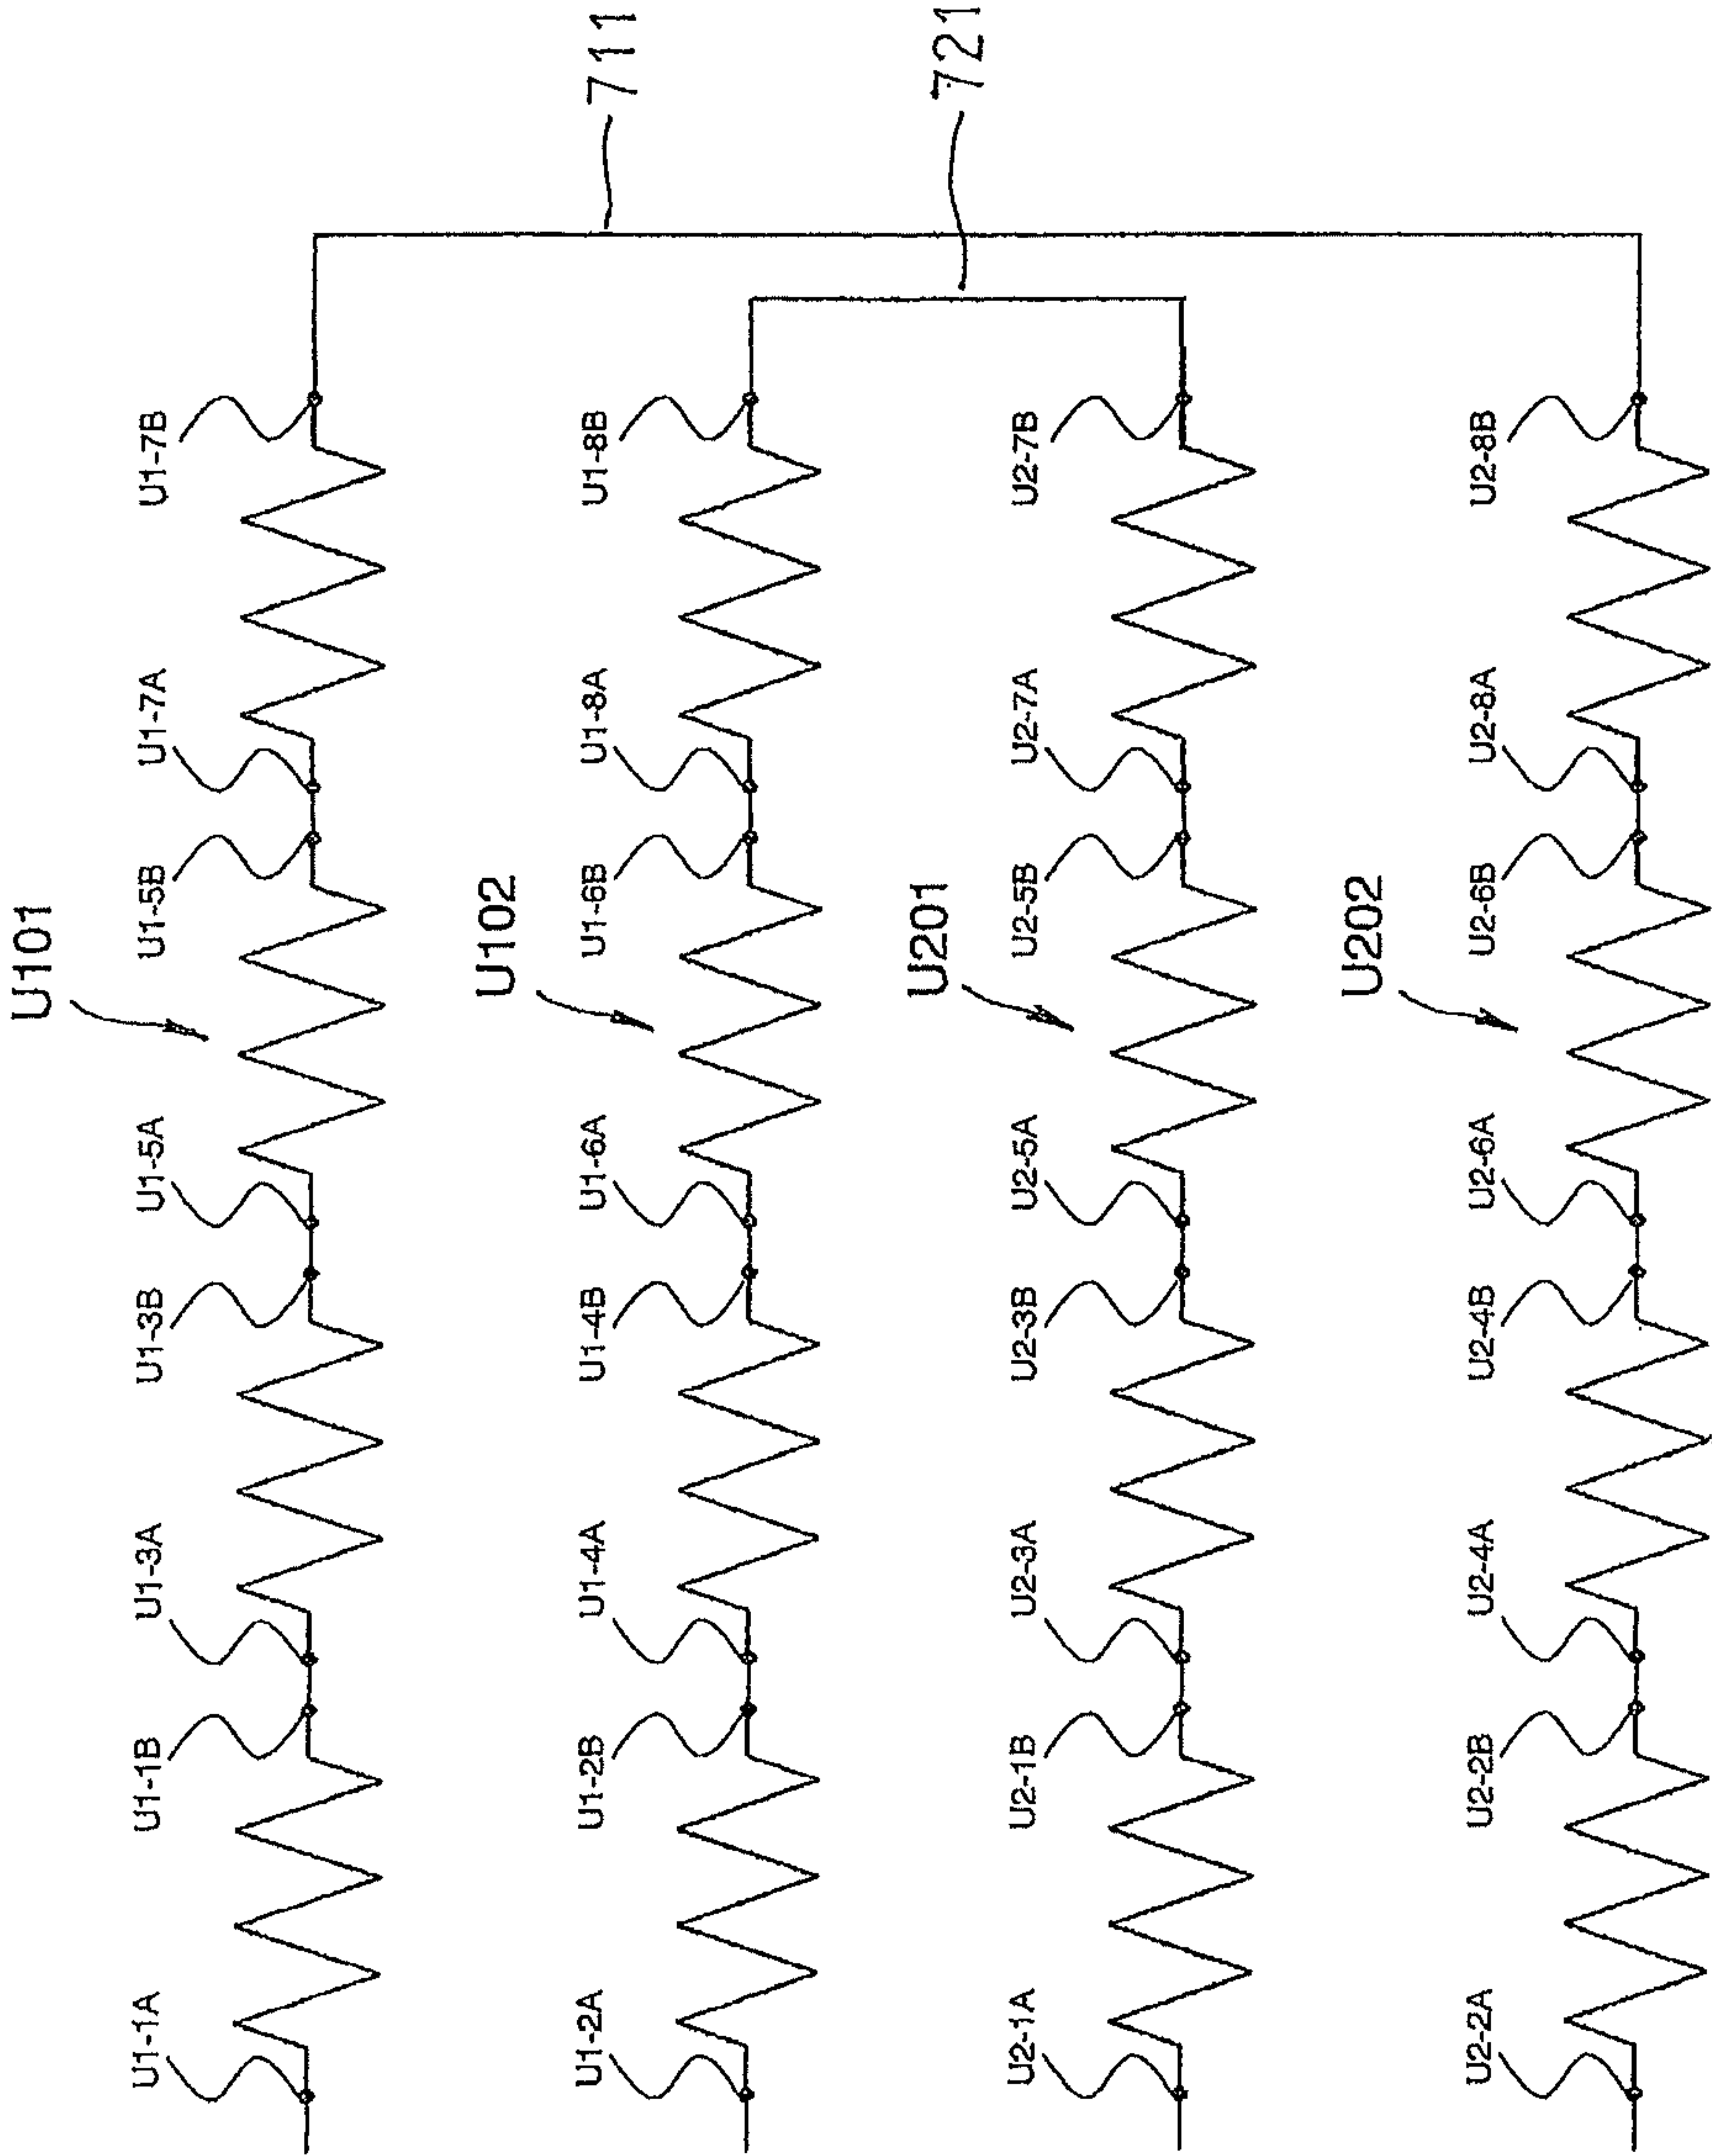 U101
U1-1A
U1-1B
U1-3A
U1-3B
U1-5A
U1-5B
U1-7A
U1-7B
U102
U1-2A
U1-2B
U1-4A
U1-4B
U1-6A
U1-6B
U1-8A
U1-8B
711
U201
721
U2-1A
U2-1B
U2-3A
U2-3B
U2-5A
U2-5B
U2-7A
U2-7B
U202
U2-2A
U2-2B
U2-4A
U2-4B
U2-6A
U2-6B
U2-8A
U2-8B